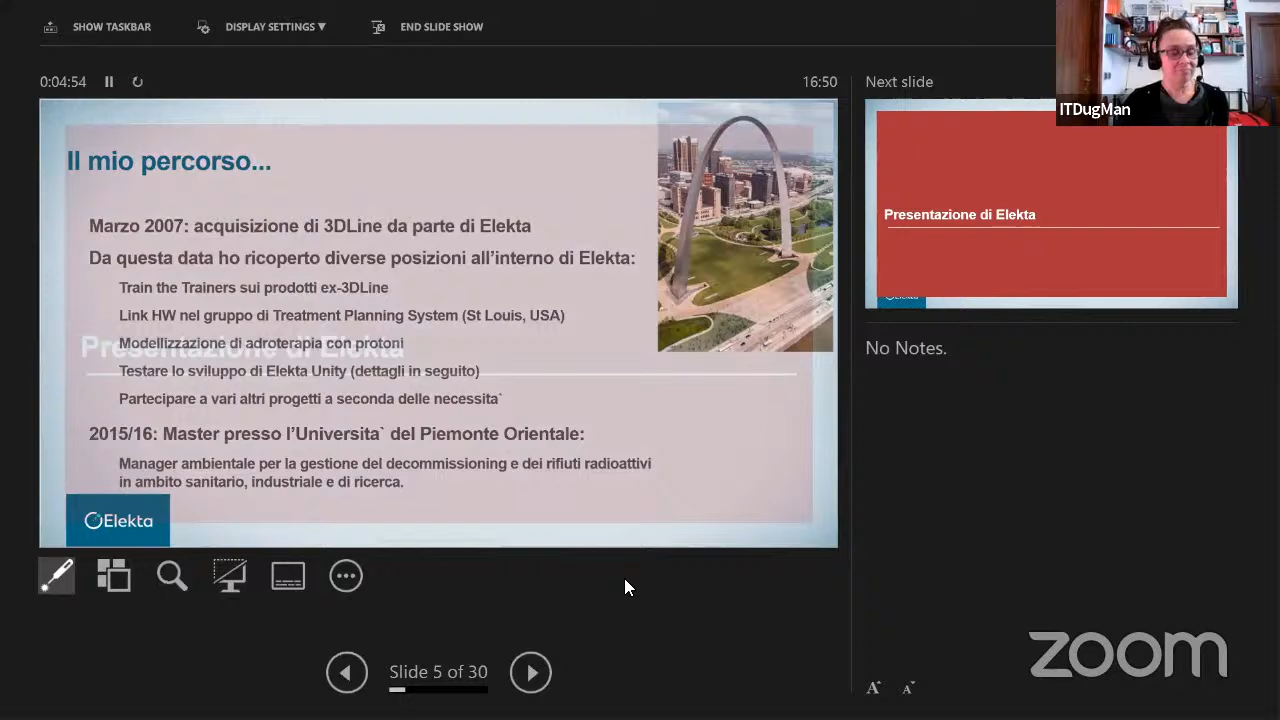 SHOW TASKBAR
DISPLAY SETTINGS ▼
END SLIDE SHOW
0:04:54
16:50
Next slide
ITDugMan
Il mio percorso...
Marzo 2007: acquisizione di 3DLine da parte di Elekta
Da questa data ho ricoperto diverse posizioni all'interno di Elekta:
Train the Trainers sui prodotti ex-3DLine
Link HW nel gruppo di Treatment Planning System (St Louis, USA)
Modellizzazione di adroterapia con protoni
Presentazione di Elekta
Testare lo sviluppo di Elekta Unity (dettagli in seguito)
Partecipare a vari altri progetti a seconda delle necessita`
2015/16: Master presso l'Universita` del Piemonte Orientale:
Manager ambientale per la gestione del decommissioning e dei rifiuti radioattivi
in ambito sanitario, industriale e di ricerca.
Elekta
Presentazione di Elekta
No Notes.
Slide 5 of 30
A A
zoom